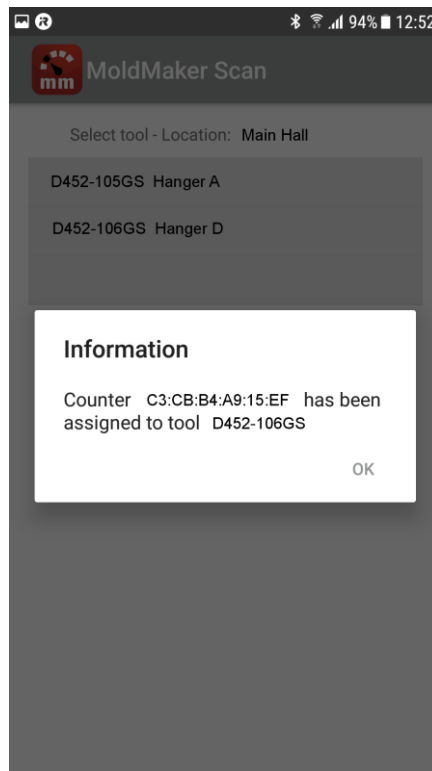 94% 12:52
mm MoldMaker Scan
Select tool - Location: Main Hall
D452-105GS Hanger A
D452-106GS Hanger D
Information
Counter C3:CB:B4:A9:15:EF has been
assigned to tool D452-106GS
OK